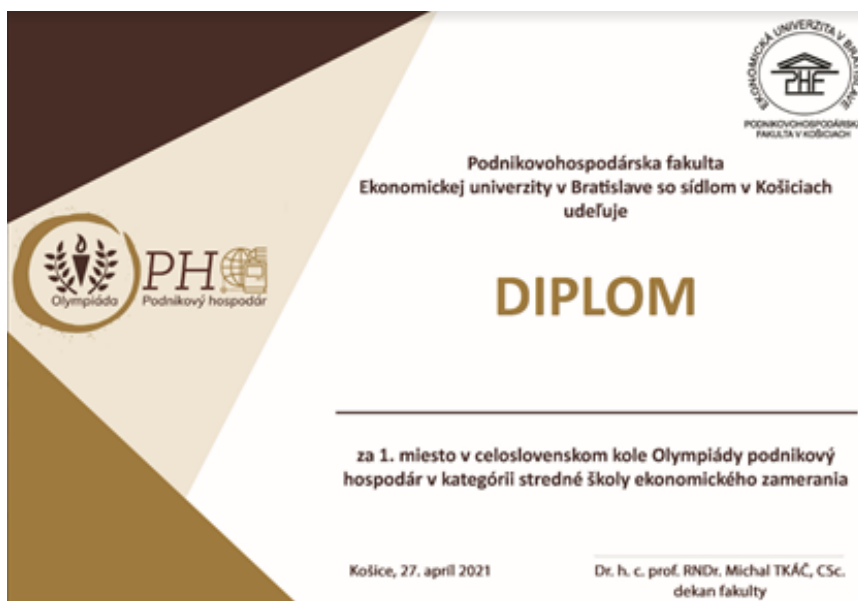 EKONOMICKÁ UNIVERZITA V BRATISLAVE
PHF
PODNIKOVOHOSPODÁRSKA
FAKULTA V KOŠICIACH
Podnikovohospodárska fakulta
Ekonomickej univerzity v Bratislave so sídlom v Košiciach
udeľuje
Olympiáda
PH
Podnikový hospodár
DIPLOM
za 1. miesto v celoslovenskom kole Olympiády podnikový
hospodár v kategórii stredné školy ekonomického zamerania
Košice, 27. apríl 2021
Dr. h. c. prof. RNDr. Michal TKÁČ, CSc.
dekan fakulty